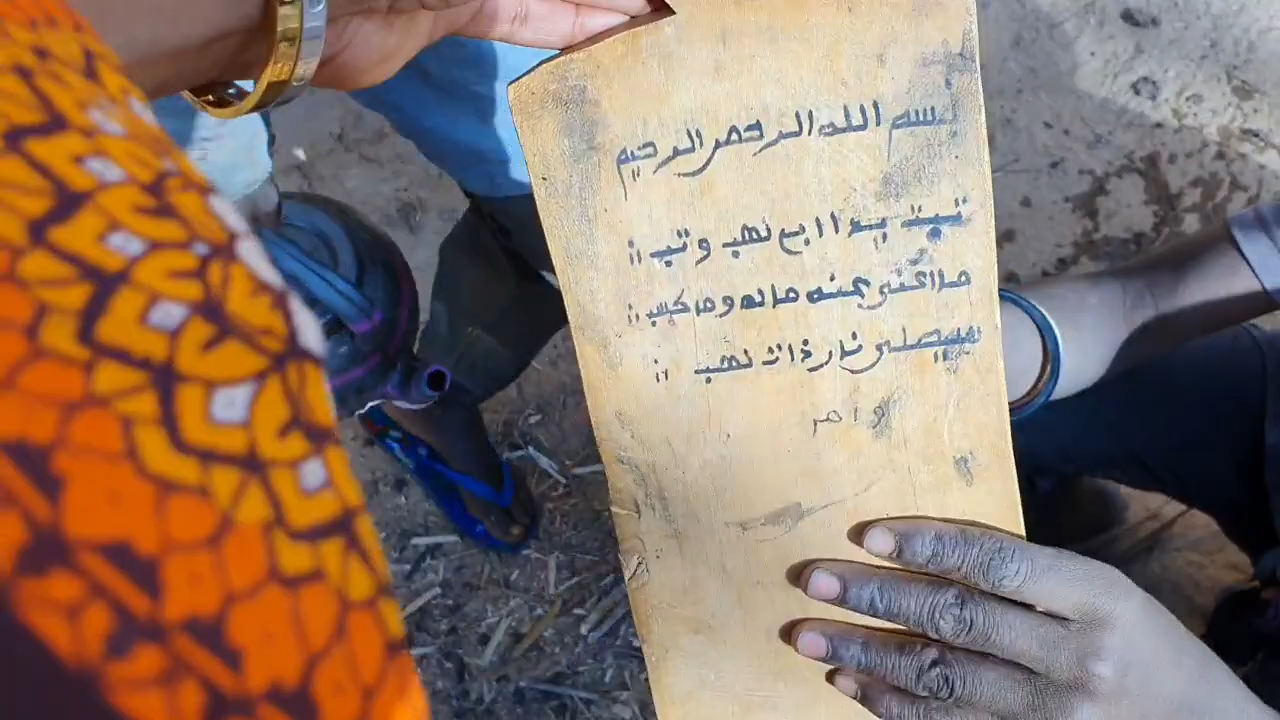 بسم الله الرحمن الرحيم
تبت يدا ابي لهب وتب
ما اغنى عنه ماله وما كسب
سيصلى نارا ذات لهب
وامر